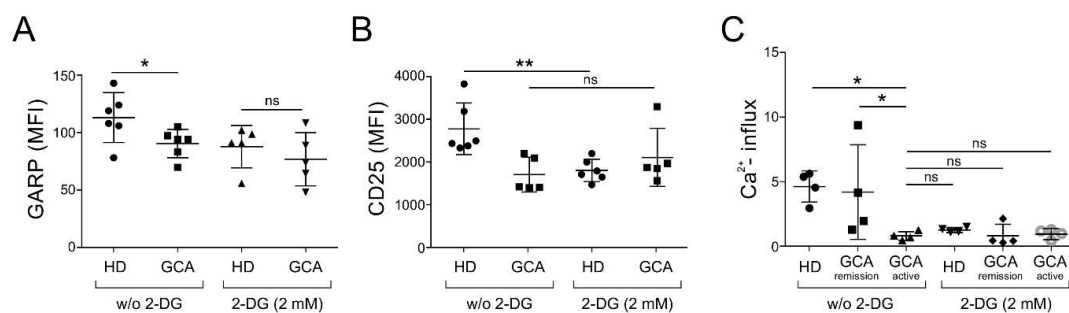 A
GARP (MFI)
150
100
50
0
*
ns
HD
GCA
HD
GCA
w/o 2-DG
2-DG (2 mM)
B
CD25 (MFI)
4000
3000
2000
1000
0
**
ns
HD
GCA
HD
GCA
w/o 2-DG
2-DG (2 mM)
C
Ca²⁺- influx
15
10
5
0
*
*
ns
ns
ns
HD
GCA
remission
GCA
active
HD
GCA
remission
GCA
active
w/o 2-DG
2-DG (2 mM)